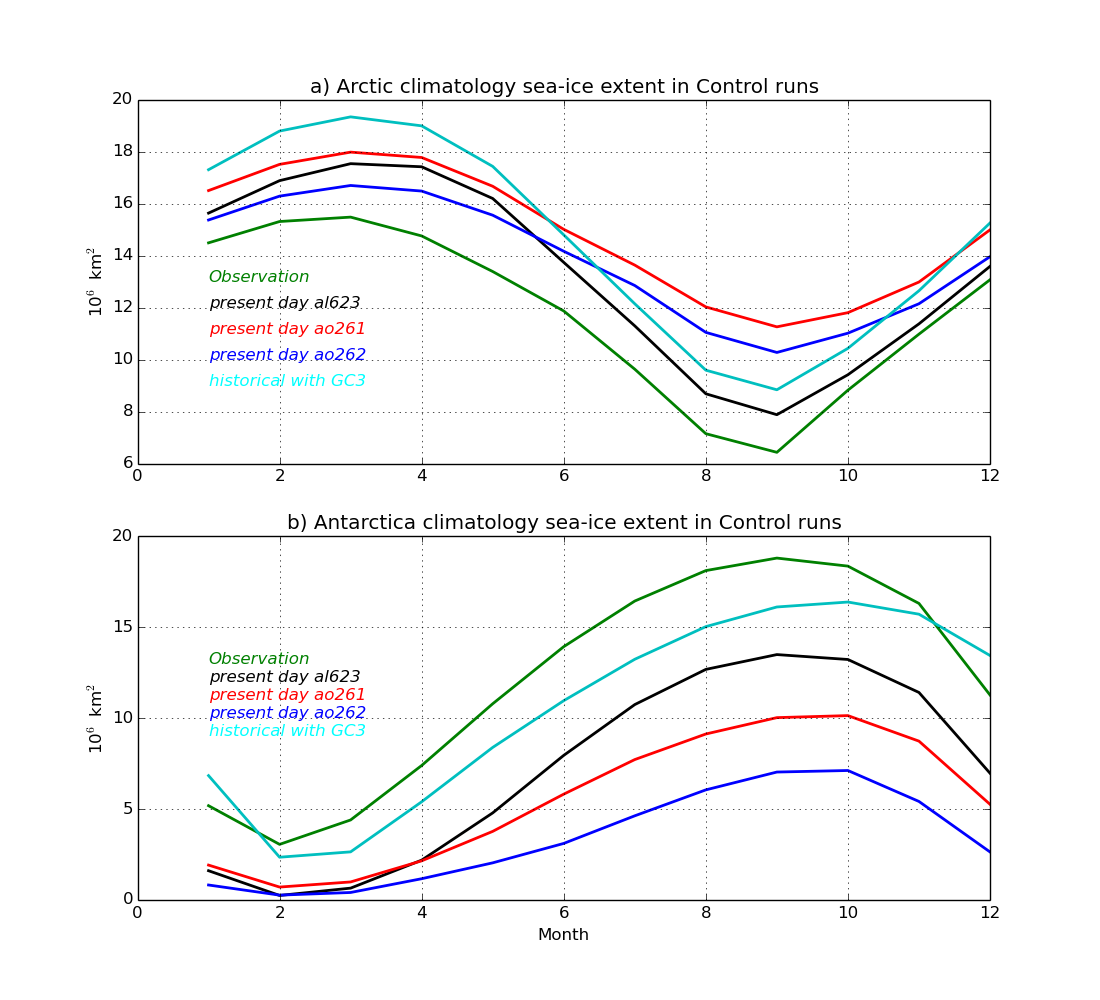 a) Arctic climatology sea-ice extent in Control runs
20
18
16
14
12
10
8
6
10⁶ km²
Observation
present day al623
present day ao261
present day ao262
historical with GC3
0 2 4 6 8 10 12
b) Antarctica climatology sea-ice extent in Control runs
20
15
10
5
0
10⁶ km²
Observation
present day al623
present day ao261
present day ao262
historical with GC3
0 2 4 6 8 10 12
Month